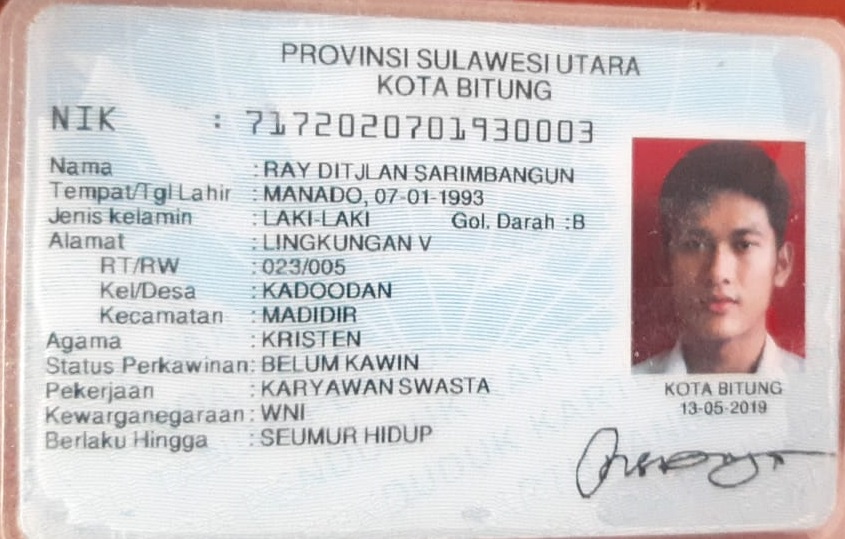 PROVINSI SULAWESI UTARA
KOTA BITUNG
NIK : 7172020701930003
Nama : RAY DITJLAN SARIMBANGUN
Tempat/Tgl Lahir : MANADO, 07-01-1993
Jenis kelamin : LAKI-LAKI Gol. Darah : B
Alamat : LINGKUNGAN V
RT/RW : 023/005
Kel/Desa : KADOODAN
Kecamatan : MADIDIR
Agama : KRISTEN
Status Perkawinan: BELUM KAWIN
Pekerjaan : KARYAWAN SWASTA
Kewarganegaraan : WNI
Berlaku Hingga : SEUMUR HIDUP
KOTA BITUNG
13-05-2019